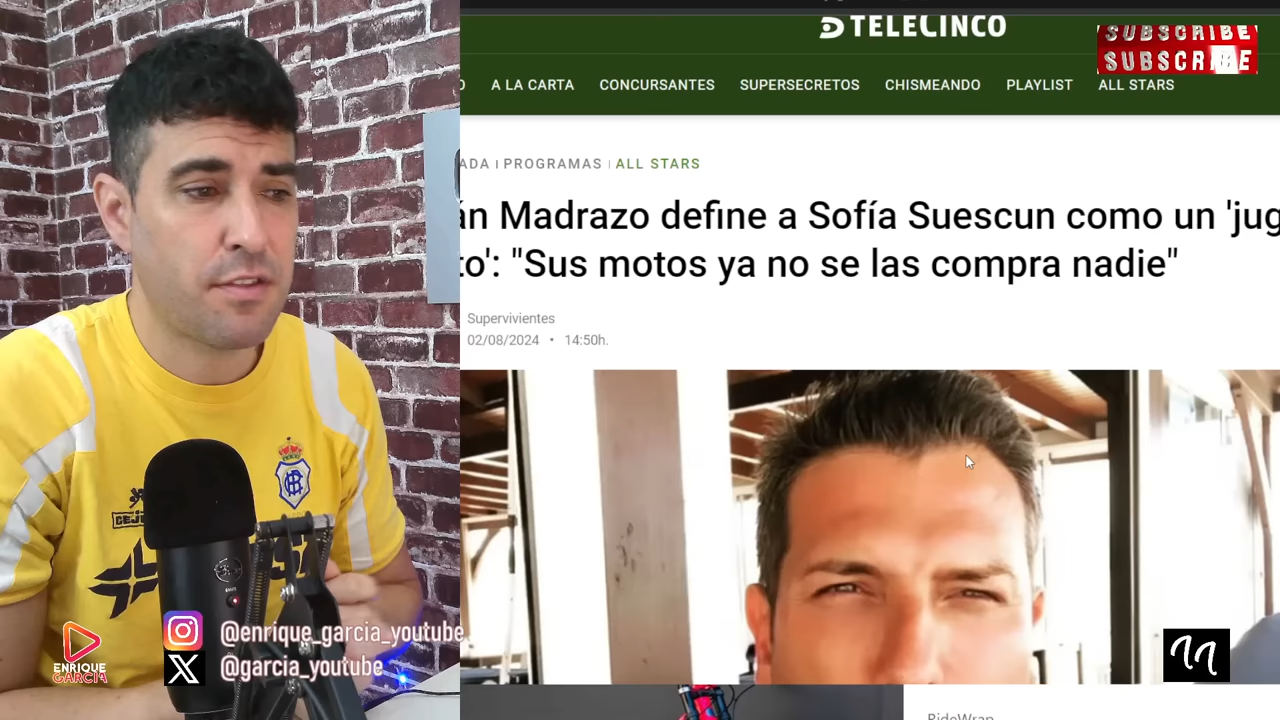 TELECINCO
SUBSCRIBE
SUBSCRIBE
A LA CARTA CONCURSANTES SUPERSECRETOS CHISMEANDO PLAYLIST ALL STARS
ADA | PROGRAMAS | ALL STARS
án Madrazo define a Sofía Suescun como un 'jug
to': "Sus motos ya no se las compra nadie"
Supervivientes
02/08/2024 • 14:50h.
@enrique_garcia_youtube
@garcia_youtube
ENRIQUE
GARCIA